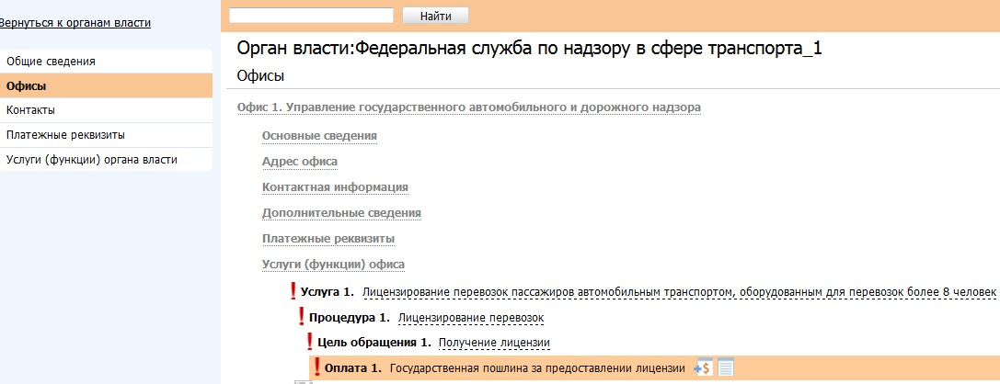 Найти
Вернуться к органам власти
Общие сведения
Офисы
Контакты
Платежные реквизиты
Услуги (функции) органа власти
Орган власти:Федеральная служба по надзору в сфере транспорта_1
Офисы
Офис 1. Управление государственного автомобильного и дорожного надзора
Основные сведения
Адрес офиса
Контактная информация
Дополнительные сведения
Платежные реквизиты
Услуги (функции) офиса
Услуга 1. Лицензирование перевозок пассажиров автомобильным транспортом, оборудованным для перевозок более 8 человек
Процедура 1. Лицензирование перевозок
Цель обращения 1. Получение лицензии
Оплата 1. Государственная пошлина за предоставлении лицензии